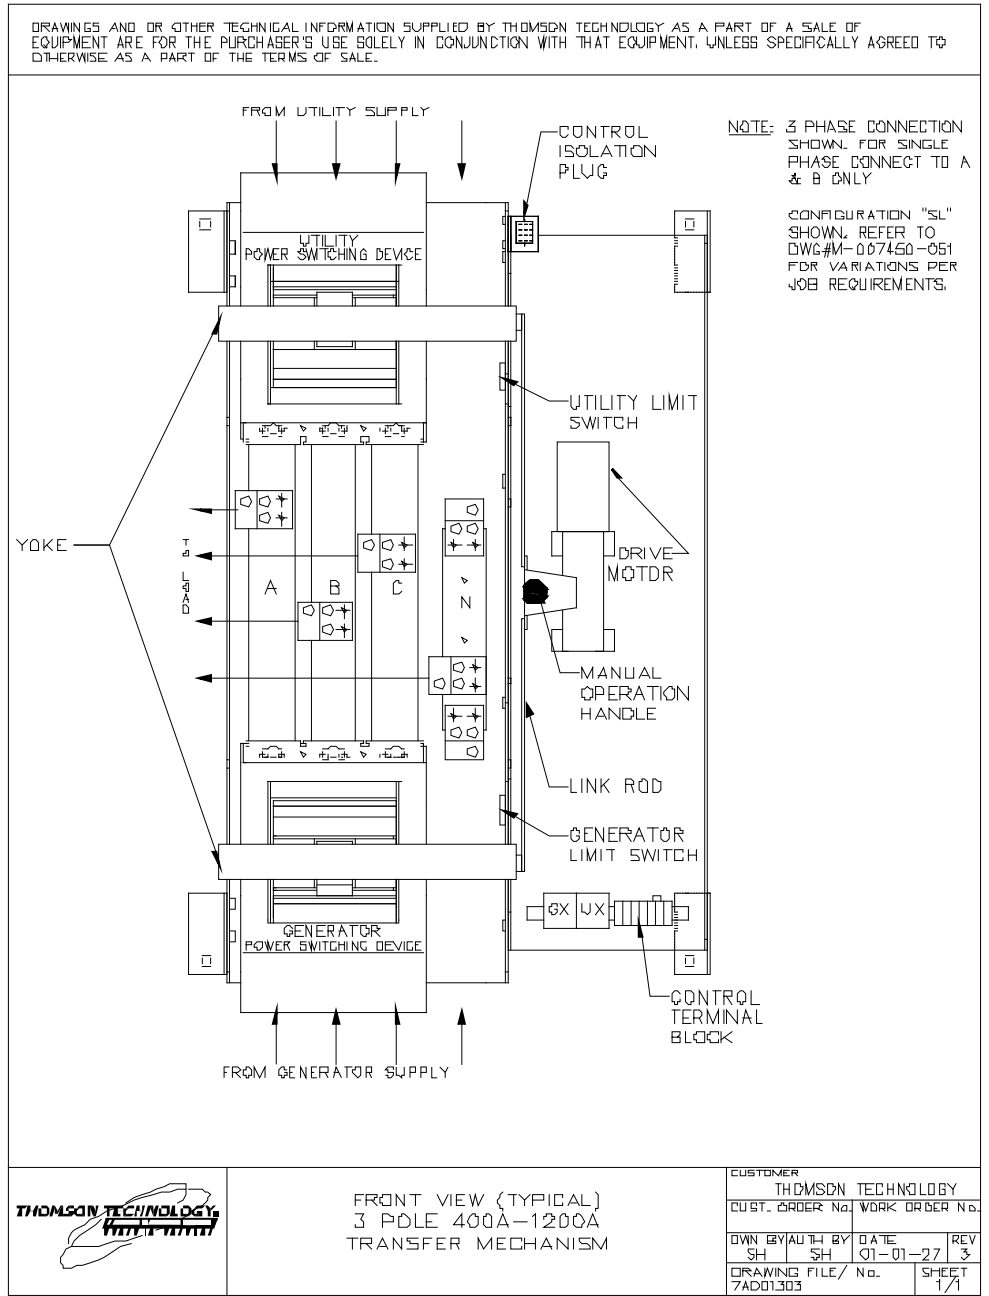 DRAWINGS AND OR OTHER TECHNICAL INFORMATION SUPPLIED BY THOMSON TECHNOLOGY AS A PART OF A SALE OF
EQUIPMENT ARE FOR THE PURCHASER'S USE SOLELY IN CONJUNCTION WITH THAT EQUIPMENT, UNLESS SPECIFICALLY AGREED TO
OTHERWISE AS A PART OF THE TERMS OF SALE.
FROM UTILITY SUPPLY
CONTROL
ISOLATION
PLUG
NOTE: 3 PHASE CONNECTION
SHOWN. FOR SINGLE
PHASE CONNECT TO A
& B ONLY
CONFIGURATION "SL"
SHOWN. REFER TO
DWG#M-007450-051
FOR VARIATIONS PER
JOB REQUIREMENTS.
UTILITY
POWER SWITCHING DEVICE
UTILITY LIMIT
SWITCH
YOKE
TO LOAD
A
B
C
N
DRIVE
MOTOR
MANUAL
OPERATION
HANDLE
LINK ROD
GENERATOR
LIMIT SWITCH
GX
UX
GENERATOR
POWER SWITCHING DEVICE
CONTROL
TERMINAL
BLOCK
FROM GENERATOR SUPPLY
THOMSON TECHNOLOGY
FRONT VIEW (TYPICAL)
3 POLE 400A-1200A
TRANSFER MECHANISM
CUSTOMER
THOMSON TECHNOLOGY
CUST. ORDER No. WORK ORDER No.
DWN BY AUTH BY DATE REV
SH SH 01-01-27 3
DRAWING FILE/ No. SHEET
7AD01303 1/1